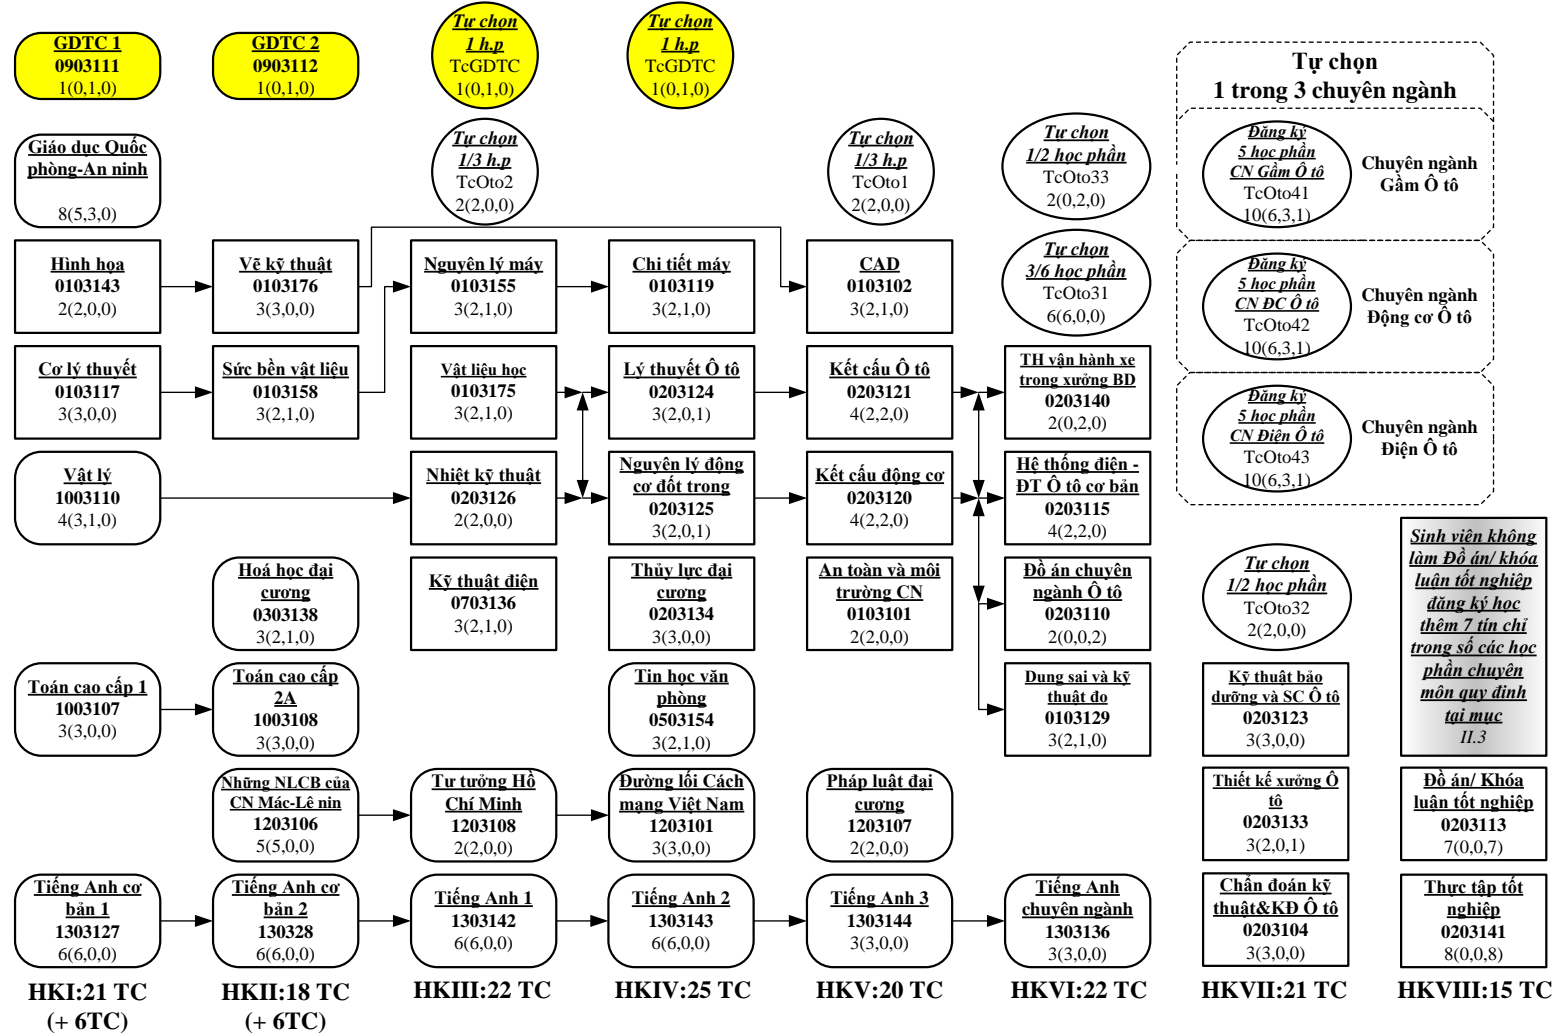 GDTC 1
0903111
1(0,1,0)
GDTC 2
0903112
1(0,1,0)
Tự chọn
1 h.p
TcGDTC
1(0,1,0)
Tự chọn
1 h.p
TcGDTC
1(0,1,0)
Tự chọn
1 trong 3 chuyên ngành
Giáo dục Quốc
phòng-An ninh
8(5,3,0)
Tự chọn
1/3 h.p
TcOto2
2(2,0,0)
Tự chọn
1/3 h.p
TcOto1
2(2,0,0)
Tự chọn
1/2 học phần
TcOto33
2(0,2,0)
Đăng ký
5 học phần
CN Gầm Ô tô
TcOto41
10(6,3,1)
Chuyên ngành
Gầm Ô tô
Hình họa
0103143
2(2,0,0)
Vẽ kỹ thuật
0103176
3(3,0,0)
Nguyên lý máy
0103155
3(2,1,0)
Chi tiết máy
0103119
3(2,1,0)
CAD
0103102
3(2,1,0)
Tự chọn
3/6 học phần
TcOto31
6(6,0,0)
Đăng ký
5 học phần
CN ĐC Ô tô
TcOto42
10(6,3,1)
Chuyên ngành
Động cơ Ô tô
Cơ lý thuyết
0103117
3(3,0,0)
Sức bền vật liệu
0103158
3(2,1,0)
Vật liệu học
0103175
3(2,1,0)
Lý thuyết Ô tô
0203124
3(2,0,1)
Kết cấu Ô tô
0203121
4(2,2,0)
TH vận hành xe
trong xưởng BD
0203140
2(0,2,0)
Đăng ký
5 học phần
CN Điện Ô tô
TcOto43
10(6,3,1)
Chuyên ngành
Điện Ô tô
Vật lý
1003110
4(3,1,0)
Nhiệt kỹ thuật
0203126
2(2,0,0)
Nguyên lý động
cơ đốt trong
0203125
3(2,0,1)
Kết cấu động cơ
0203120
4(2,2,0)
Hệ thống điện -
ĐT Ô tô cơ bản
0203115
4(2,2,0)
Hoá học đại
cương
0303138
3(2,1,0)
Kỹ thuật điện
0703136
3(2,1,0)
Thủy lực đại
cương
0203134
3(3,0,0)
An toàn và môi
trường CN
0103101
2(2,0,0)
Đồ án chuyên
ngành Ô tô
0203110
2(0,0,2)
Tự chọn
1/2 học phần
TcOto32
2(2,0,0)
Sinh viên không
làm Đồ án/ khóa
luận tốt nghiệp
đăng ký học
thêm 7 tín chỉ
trong số các học
phần chuyên
môn quy đinh
tại mục
II.3
Toán cao cấp 1
1003107
3(3,0,0)
Toán cao cấp
2A
1003108
3(3,0,0)
Tin học văn
phòng
0503154
3(2,1,0)
Dung sai và kỹ
thuật đo
0103129
3(2,1,0)
Kỹ thuật bảo
dưỡng và SC Ô tô
0203123
3(3,0,0)
Những NLCB của
CN Mác-Lê nin
1203106
5(5,0,0)
Tư tưởng Hồ
Chí Minh
1203108
2(2,0,0)
Đường lối Cách
mạng Việt Nam
1203101
3(3,0,0)
Pháp luật đại
cương
1203107
2(2,0,0)
Thiết kế xưởng Ô
tô
0203133
3(2,0,1)
Đồ án/ Khóa
luận tốt nghiệp
0203113
7(0,0,7)
Tiếng Anh cơ
bản 1
1303127
6(6,0,0)
Tiếng Anh cơ
bản 2
130328
6(6,0,0)
Tiếng Anh 1
1303142
6(6,0,0)
Tiếng Anh 2
1303143
6(6,0,0)
Tiếng Anh 3
1303144
3(3,0,0)
Tiếng Anh
chuyên ngành
1303136
3(3,0,0)
Chẩn đoán kỹ
thuật&KĐ Ô tô
0203104
3(3,0,0)
Thực tập tốt
nghiệp
0203141
8(0,0,8)
HKI:21 TC
(+ 6TC)
HKII:18 TC
(+ 6TC)
HKIII:22 TC
HKIV:25 TC
HKV:20 TC
HKVI:22 TC
HKVII:21 TC
HKVIII:15 TC